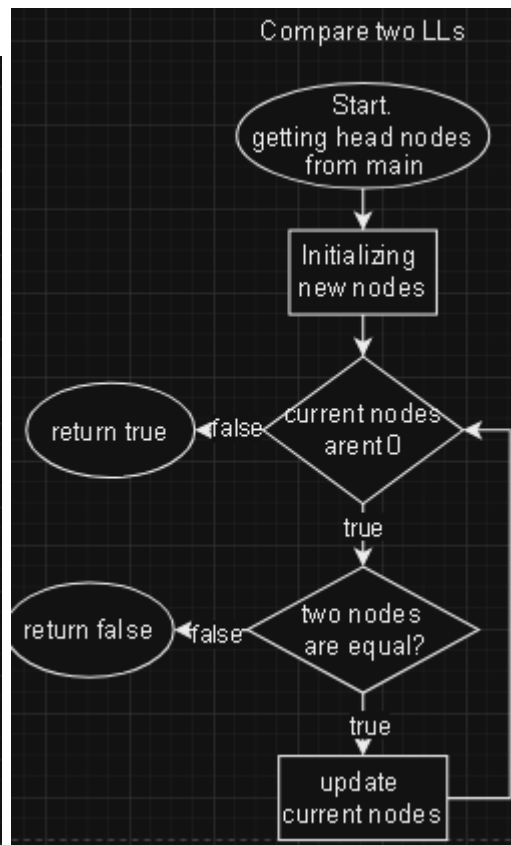 Compare two LLs
Start.
getting head nodes
from main
Initializing
new nodes
current nodes
arent 0
false
return true
true
two nodes
are equal?
false
return false
true
update
current nodes